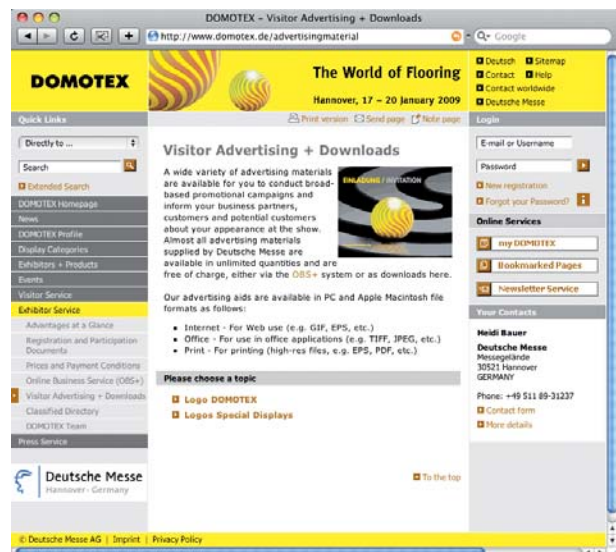 DOMOTEX - Visitor Advertising + Downloads
http://www.domotex.de/advertisingmaterial
Google
DOMOTEX
The World of Flooring
Hannover, 17 – 20 January 2009
Deutsch
Sitemap
Contact
Help
Contact worldwide
Deutsche Messe
Quick Links
Print version
Send page
Note page
Login
Directly to ...
Search
Extended Search
DOMOTEX Homepage
News
DOMOTEX Profile
Display Categories
Exhibitors + Products
Events
Visitor Service
Exhibitor Service
Advantages at a Glance
Registration and Participation
Documents
Prices and Payment Conditions
Online Business Service (OBS+)
Visitor Advertising + Downloads
Classified Directory
DOMOTEX Team
Press Service
Deutsche Messe
Hannover · Germany
Visitor Advertising + Downloads
A wide variety of advertising materials
are available for you to conduct broad-
based promotional campaigns and
inform your business partners,
customers and potential customers
about your appearance at the show.
Almost all advertising materials
supplied by Deutsche Messe are
available in unlimited quantities and are
free of charge, either via the OBS+ system or as downloads here.
EINLADUNG / INVITATION
Our advertising aids are available in PC and Apple Macintosh file
formats as follows:
Internet - For Web use (e.g. GIF, EPS, etc.)
Office - For use in office applications (e.g. TIFF, JPEG, etc.)
Print - For printing (high-res files, e.g. EPS, PDF, etc.)
Please choose a topic
Logo DOMOTEX
Logos Special Displays
To the top
E-mail or Username
Password
New registration
Forgot your Password?
Online Services
my DOMOTEX
Bookmarked Pages
Newsletter Service
Your Contacts
Heidi Bauer
Deutsche Messe
Messegelände
30521 Hannover
GERMANY
Phone: +49 511 89-31237
Contact form
More details
© Deutsche Messe AG | Imprint | Privacy Policy